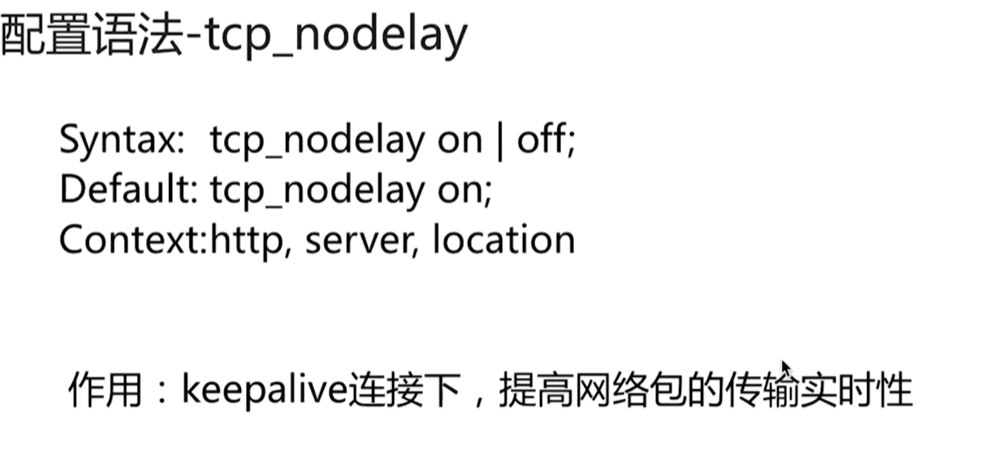 配置语法-tcp_nodelay
Syntax: tcp_nodelay on | off;
Default: tcp_nodelay on;
Context:http, server, location
作用：keepalive连接下，提高网络包的传输实时性